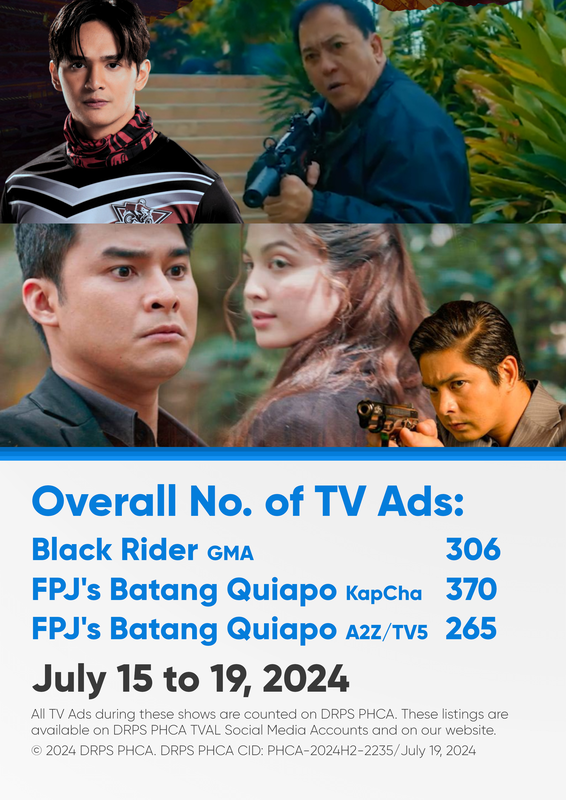 Overall No. of TV Ads:
Black Rider GMA 306
FPJ's Batang Quiapo KapCha 370
FPJ's Batang Quiapo A2Z/TV5 265
July 15 to 19, 2024
All TV Ads during these shows are counted on DRPS PHCA. These listings are
available on DRPS PHCA TVAL Social Media Accounts and on our website.
© 2024 DRPS PHCA. DRPS PHCA CID: PHCA-2024H2-2235/July 19, 2024